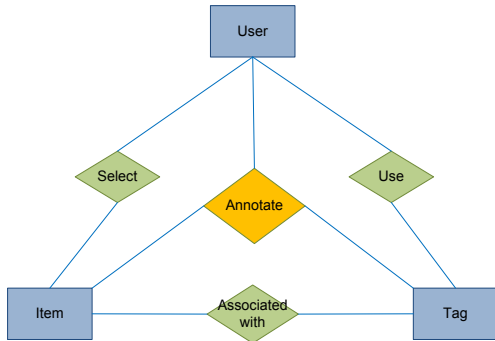 User
Select
Use
Annotate
Item
Associated
with
Tag